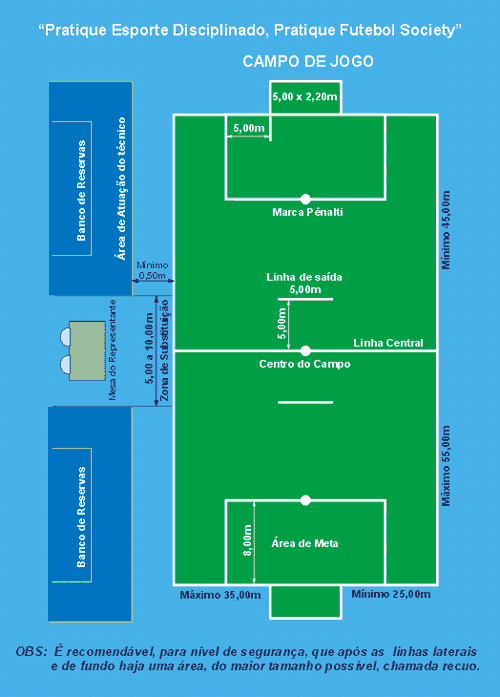 “Pratique Esporte Disciplinado, Pratique Futebol Society”
CAMPO DE JOGO
5,00 x 2,20m
5,00m
Marca Pênalti
Banco de Reservas
Área de Atuação do técnico
Mínimo 45,00m
Mínimo
0,50m
Linha de saída
5,00m
5,00m
Linha Central
Centro do Campo
Mesa do Representante
5,00 a 10,00m
Zona de Substituição
Máximo 55,00m
Banco de Reservas
8,00m
Área de Meta
Máximo 35,00m
Mínimo 25,00m
OBS: É recomendável, para nível de segurança, que após as linhas laterais
e de fundo haja uma área, do maior tamanho possível, chamada recuo.